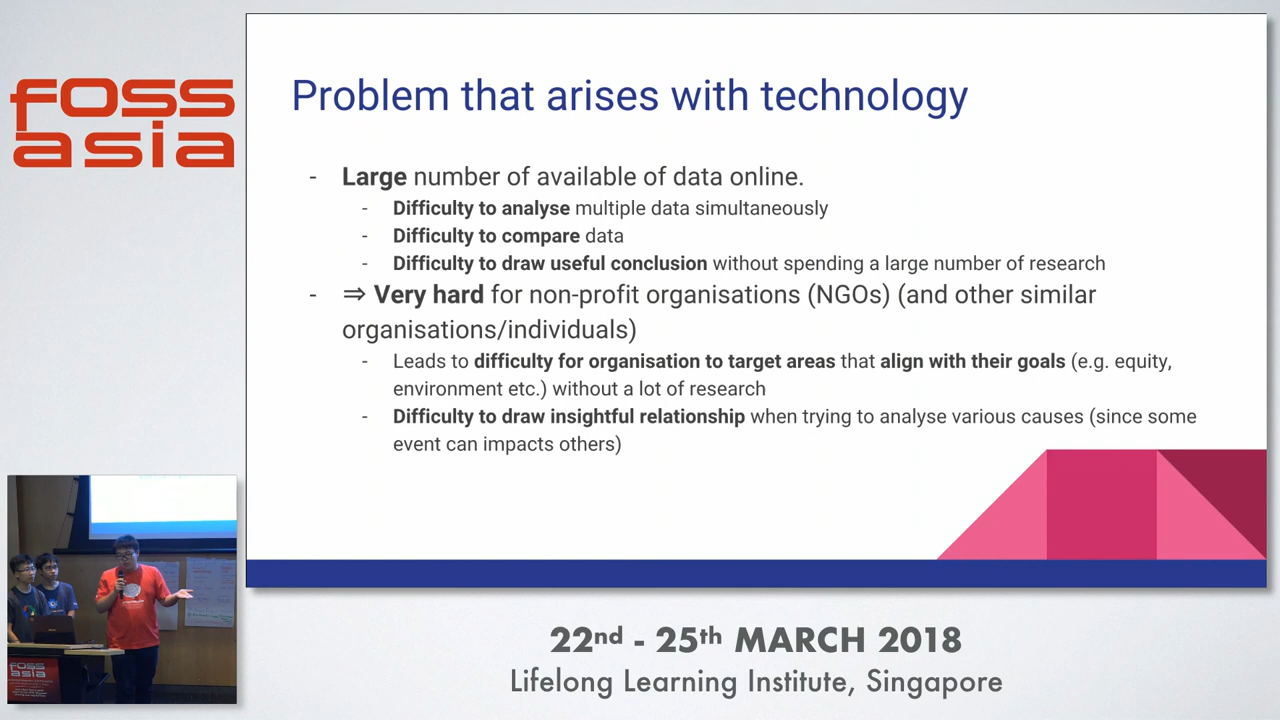 foss
asia
Problem that arises with technology
- Large number of available of data online.
- Difficulty to analyse multiple data simultaneously
- Difficulty to compare data
- Difficulty to draw useful conclusion without spending a large number of research
- ⇒ Very hard for non-profit organisations (NGOs) (and other similar
organisations/individuals)
- Leads to difficulty for organisation to target areas that align with their goals (e.g. equity,
environment etc.) without a lot of research
- Difficulty to draw insightful relationship when trying to analyse various causes (since some
event can impacts others)
foss
asia
22nd - 25th MARCH 2018
Lifelong Learning Institute, Singapore